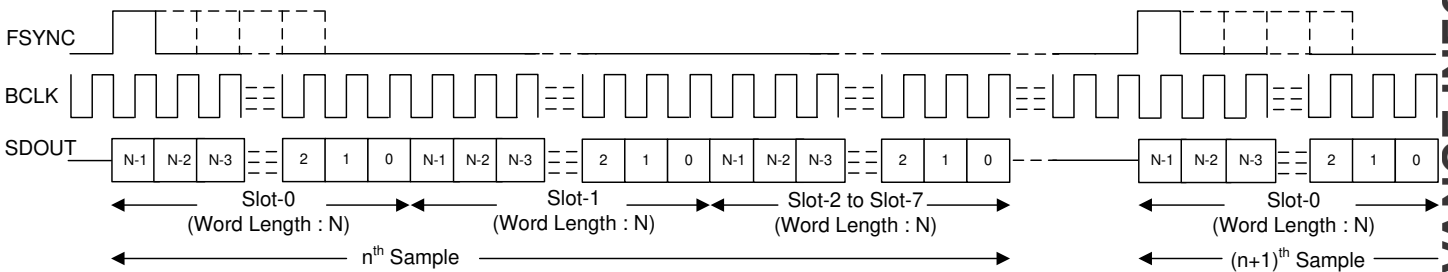 FSYNC
BCLK
SDOUT N-1 N-2 N-3 2 1 0 N-1 N-2 N-3 2 1 0 N-1 N-2 N-3 2 1 0 N-1 N-2 N-3 2 1 0
Slot-0 Slot-1 Slot-2 to Slot-7 Slot-0
(Word Length : N) (Word Length : N) (Word Length : N) (Word Length : N)
nth Sample (n+1)th Sample